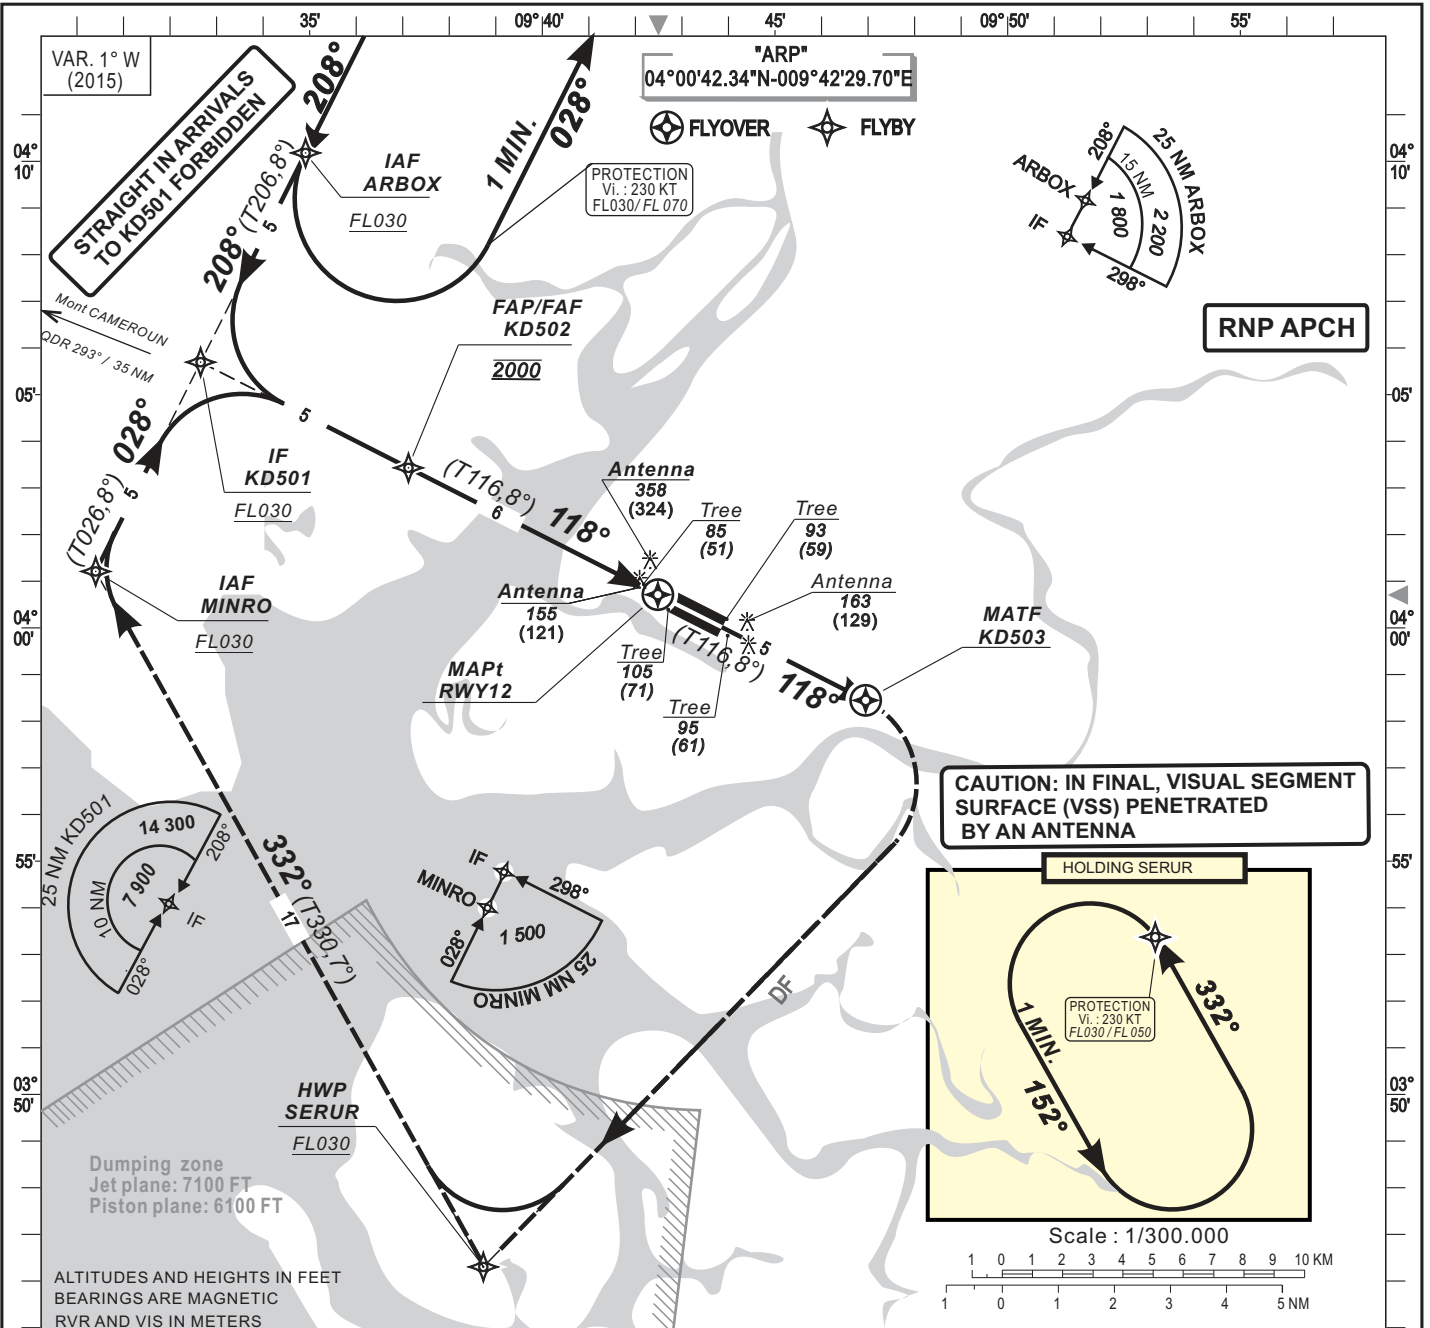 35'
09°40'
45'
09°50'
55'
VAR. 1° W
(2015)
STRAIGHT IN ARRIVALS
TO KD501 FORBIDDEN
208°
1 MIN.
028°
"ARP"
04°00'42.34"N-009°42'29.70"E
FLYOVER
FLYBY
04°
10'
04°
10'
IAF
ARBOX
FL030
PROTECTION
Vi. : 230 KT
FL030/ FL 070
208°
(T206,8°)
5
ARBOX
IF
208°
15 NM
1 800
2 200
25 NM ARBOX
298°
Mont CAMEROUN
QDR 293° / 35 NM
FAP/FAF
KD502
2000
RNP APCH
05'
05'
5
028°
5
(T026,8°)
IF
KD501
FL030
(T116,8°)
6
118°
Antenna
358
(324)
Tree
85
(51)
Tree
93
(59)
Antenna
163
(129)
IAF
MINRO
FL030
Antenna
155
(121)
MAPt
RWY12
Tree
105
(71)
Tree
95
(61)
(T116,8°)
5
118°
MATF
KD503
04°
00'
04°
00'
CAUTION: IN FINAL, VISUAL SEGMENT
SURFACE (VSS) PENETRATED
BY AN ANTENNA
25 NM KD501
14 300
208°
10 NM
7 900
IF
028°
332°
(T330,7°)
17
IF
MINRO
298°
028°
1 500
25 NM MINRO
55'
55'
HOLDING SERUR
PROTECTION
Vi. : 230 KT
FL030 / FL 050
332°
1 MIN.
152°
DF
03°
50'
03°
50'
HWP
SERUR
FL030
Dumping zone
Jet plane: 7100 FT
Piston plane: 6100 FT
Scale : 1/300.000
1 0 1 2 3 4 5 6 7 8 9 10 KM
1 0 1 2 3 4 5 NM
ALTITUDES AND HEIGHTS IN FEET
BEARINGS ARE MAGNETIC
RVR AND VIS IN METERS